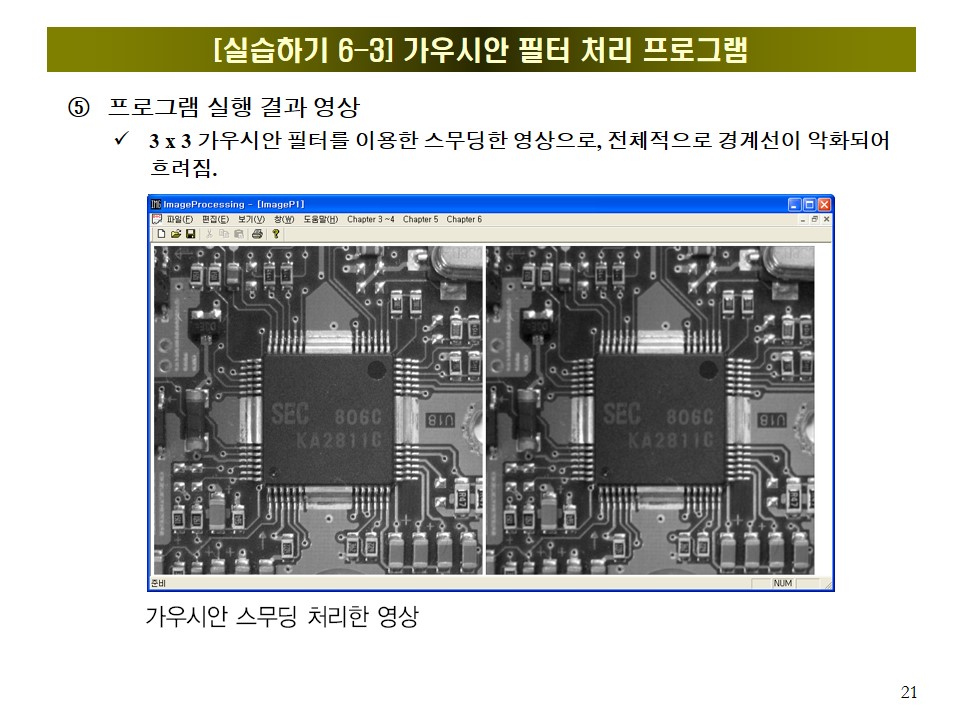 [실습하기 6-3] 가우시안 필터 처리 프로그램
⑤ 프로그램 실행 결과 영상
✓ 3 x 3 가우시안 필터를 이용한 스무딩한 영상으로, 전체적으로 경계선이 악화되어
흐려짐.
ImageProcessing - [ImageP1]
파일(F) 편집(E) 보기(V) 창(W) 도움말(H) Chapter 3 ~4 Chapter 5 Chapter 6
SEC 806C
KA2811C
U18
R47
SEC 806C
KA2811C
U18
준비 NUM
가우시안 스무딩 처리한 영상
21